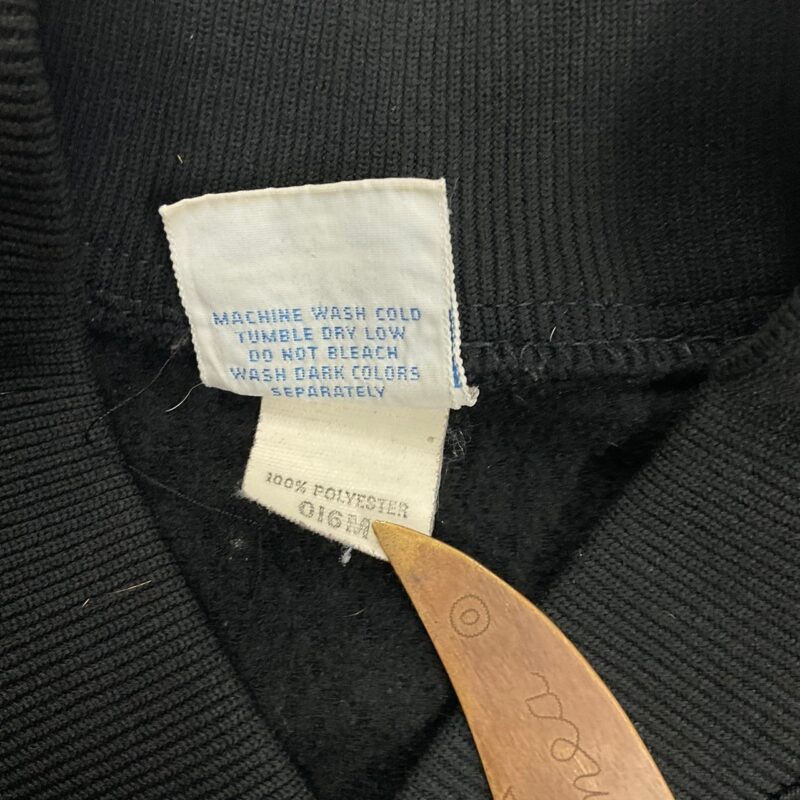 MACHINE WASH COLD
TUMBLE DRY LOW
DO NOT BLEACH
WASH DARK COLORS
SEPARATELY
100% POLYESTER
016M